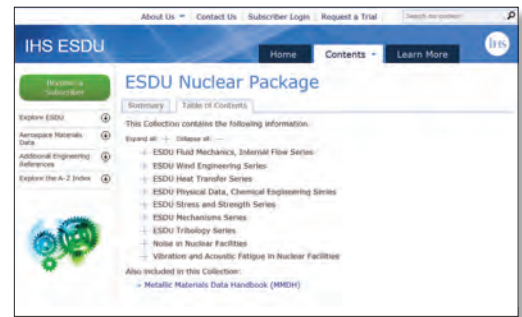 About Us Contact Us Subscriber Login Request a Trial Search our content
IHS ESDU
Home Contents Learn More
ihs
Become a
Subscriber
Explore ESDU
Aerospace Materials
Data
Additional Engineering
References
Explore the A-Z Index
ESDU Nuclear Package
Summary Table of Contents
This Collection contains the following information.
Expand all Collapse all
ESDU Fluid Mechanics, Internal Flow Series
ESDU Wind Engineering Series
ESDU Heat Transfer Series
ESDU Physical Data, Chemical Engineering Series
ESDU Stress and Strength Series
ESDU Mechanisms Series
ESDU Tribology Series
Noise in Nuclear Facilities
Vibration and Acoustic Fatigue in Nuclear Facilities
Also included in this Collection:
Metallic Materials Data Handbook (MMDH)